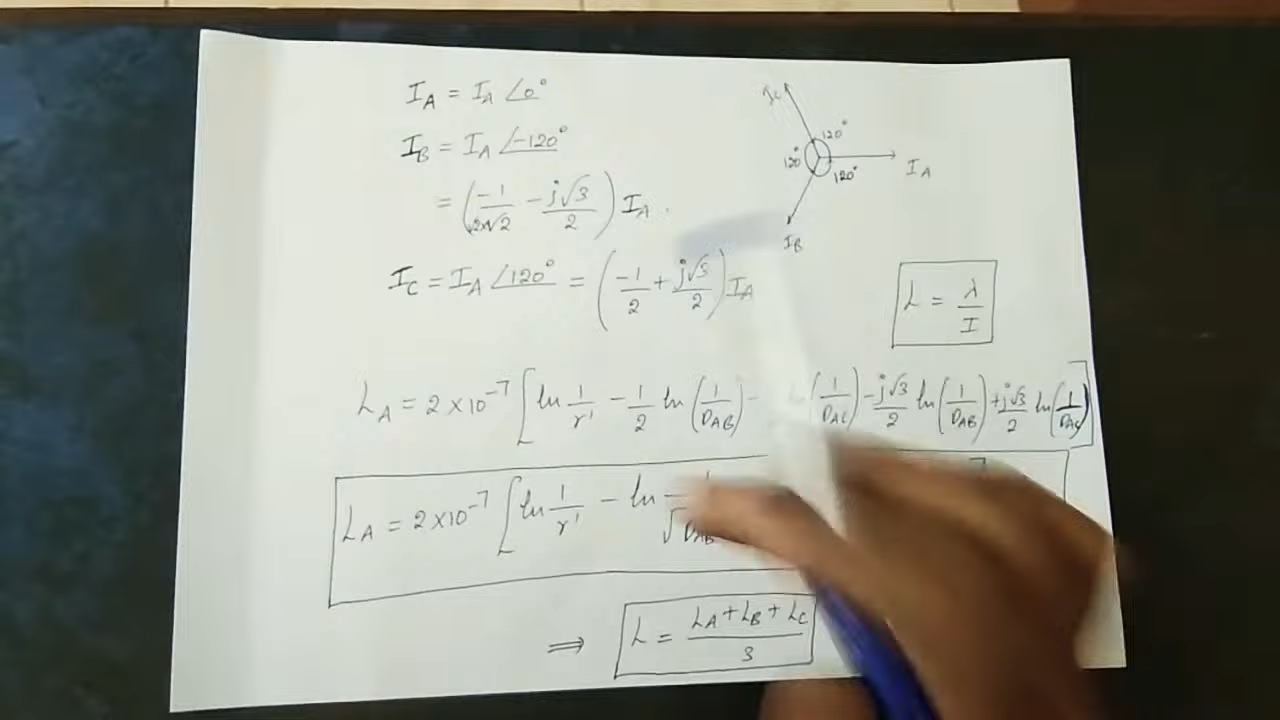 I_A = I_A ∠0°
I_B = I_A ∠-120°
= (-1/2x√2 - j√3/2) I_A .
I_C = I_A ∠120° = (-1/2 + j√3/2) I_A
I_C
120°
120°
120°
I_A
I_B
L = λ/I
L_A = 2 × 10^-7 [ln 1/r' - 1/2 ln (1/D_AB) - (1/D_AC) - j√3/2 ln (1/D_AB) + j√3/2 ln (1/D_AC)]
L_A = 2 × 10^-7 [ln 1/r' - ln 1/√D_AB
⇒ L = L_A + L_B + L_C / 3